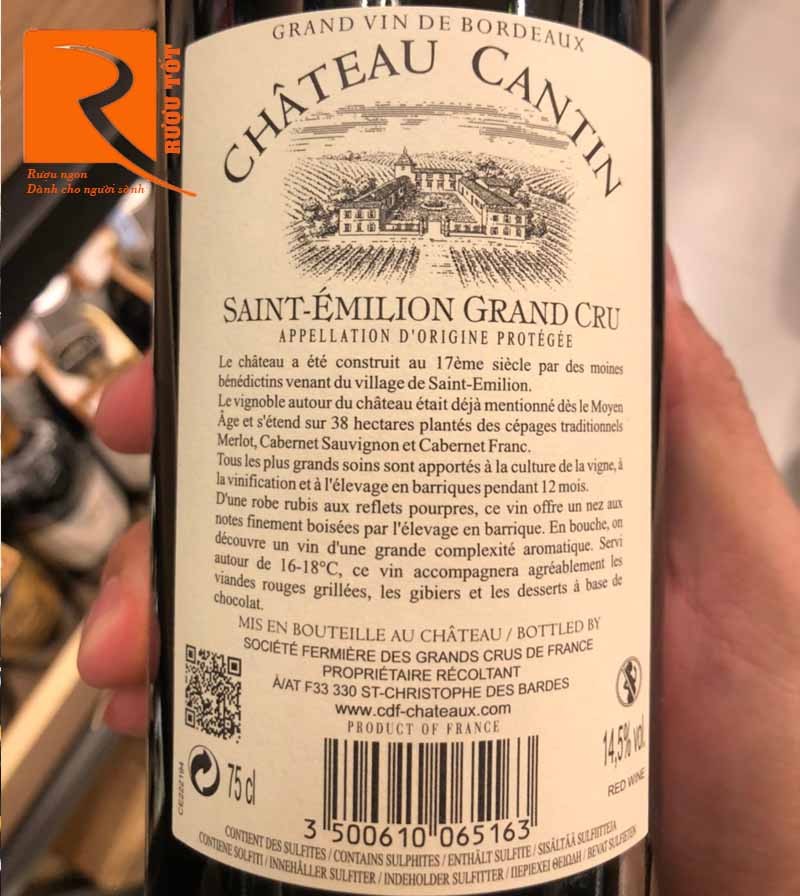 RƯỢU TỐT
Rượu ngon
Dành cho người sành
GRAND VIN DE BORDEAUX
CHÂTEAU CANTIN
SAINT-ÉMILION GRAND CRU
APPELLATION D'ORIGINE PROTÉGÉE
Le château a été construit au 17ème siècle par des moines
bénédictins venant du village de Saint-Emilion.
Le vignoble autour du château était déjà mentionné dès le Moyen
Âge et s'étend sur 38 hectares plantés des cépages traditionnels
Merlot, Cabernet Sauvignon et Cabernet Franc.
Tous les plus grands soins sont apportés à la culture de la vigne, à
la vinification et à l'élevage en barriques pendant 12 mois.
D'une robe rubis aux reflets pourpres, ce vin offre un nez aux
notes finement boisées par l'élevage en barrique. En bouche, on
découvre un vin d'une grande complexité aromatique. Servi
autour de 16-18°C, ce vin accompagnera agréablement les
viandes rouges grillées, les gibiers et les desserts à base de
chocolat.
MIS EN BOUTEILLE AU CHÂTEAU / BOTTLED BY
SOCIÉTÉ FERMIÈRE DES GRANDS CRUS DE FRANCE
PROPRIÉTAIRE RÉCOLTANT
À/AT F33 330 ST-CHRISTOPHE DES BARDES
www.cdf-chateaux.com
PRODUCT OF FRANCE
CE222194
75 cl
14,5% vol.
RED WINE
3 500610 065163
CONTIENT DES SULFITES / CONTAINS SULPHITES / ENTHÄLT SULFITE / SISÄLTÄÄ SULFIITTEJA
CONTIENE SOLFITI / INNEHÅLLER SULFITER / INDEHOLDER SULFITTER / ΠΕΡΙΕΧΕΙ ΘΕΙΩΔΗ / BEVAT SULFIETEN